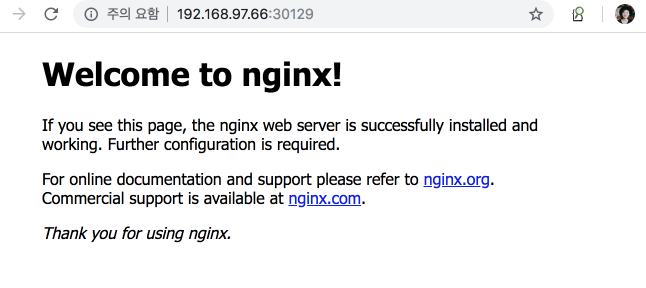 주의 요함 192.168.97.66:30129
Welcome to nginx!
If you see this page, the nginx web server is successfully installed and
working. Further configuration is required.
For online documentation and support please refer to nginx.org.
Commercial support is available at nginx.com.
Thank you for using nginx.